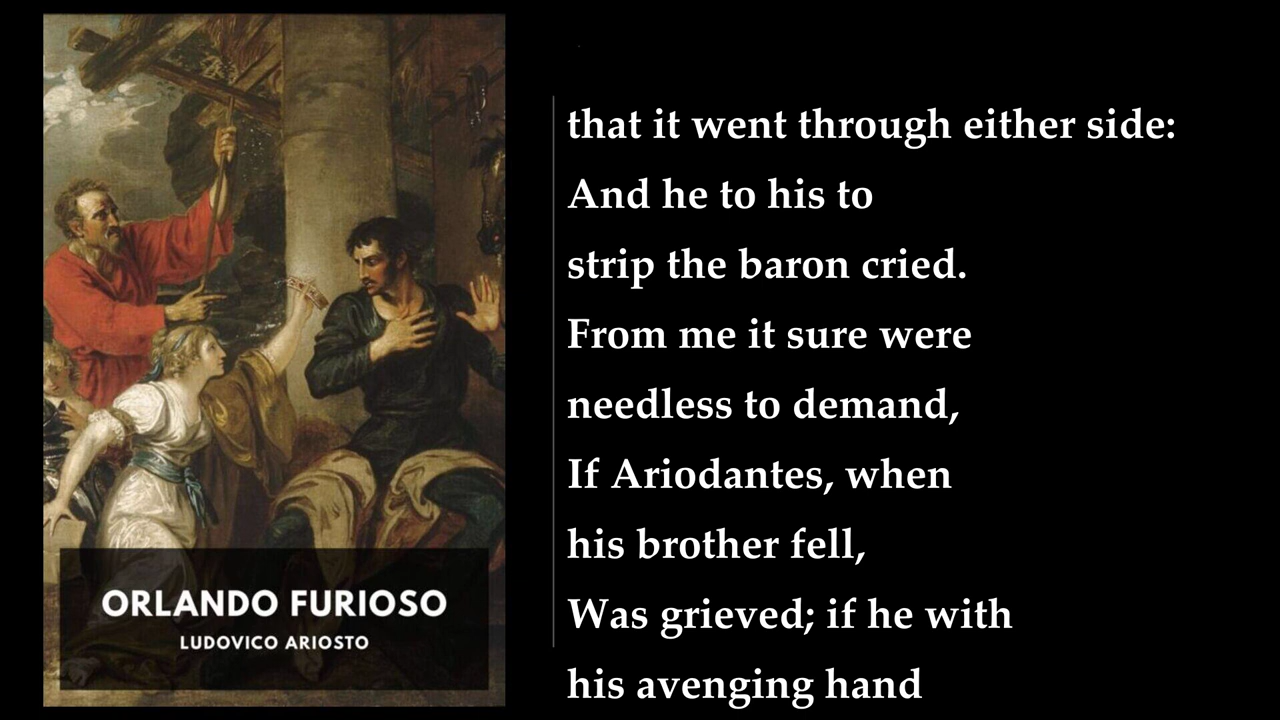 ORLANDO FURIOSO
LUDOVICO ARIOSTO
that it went through either side:
And he to his to
strip the baron cried.
From me it sure were
needless to demand,
If Ariodantes, when
his brother fell,
Was grieved; if he with
his avenging hand